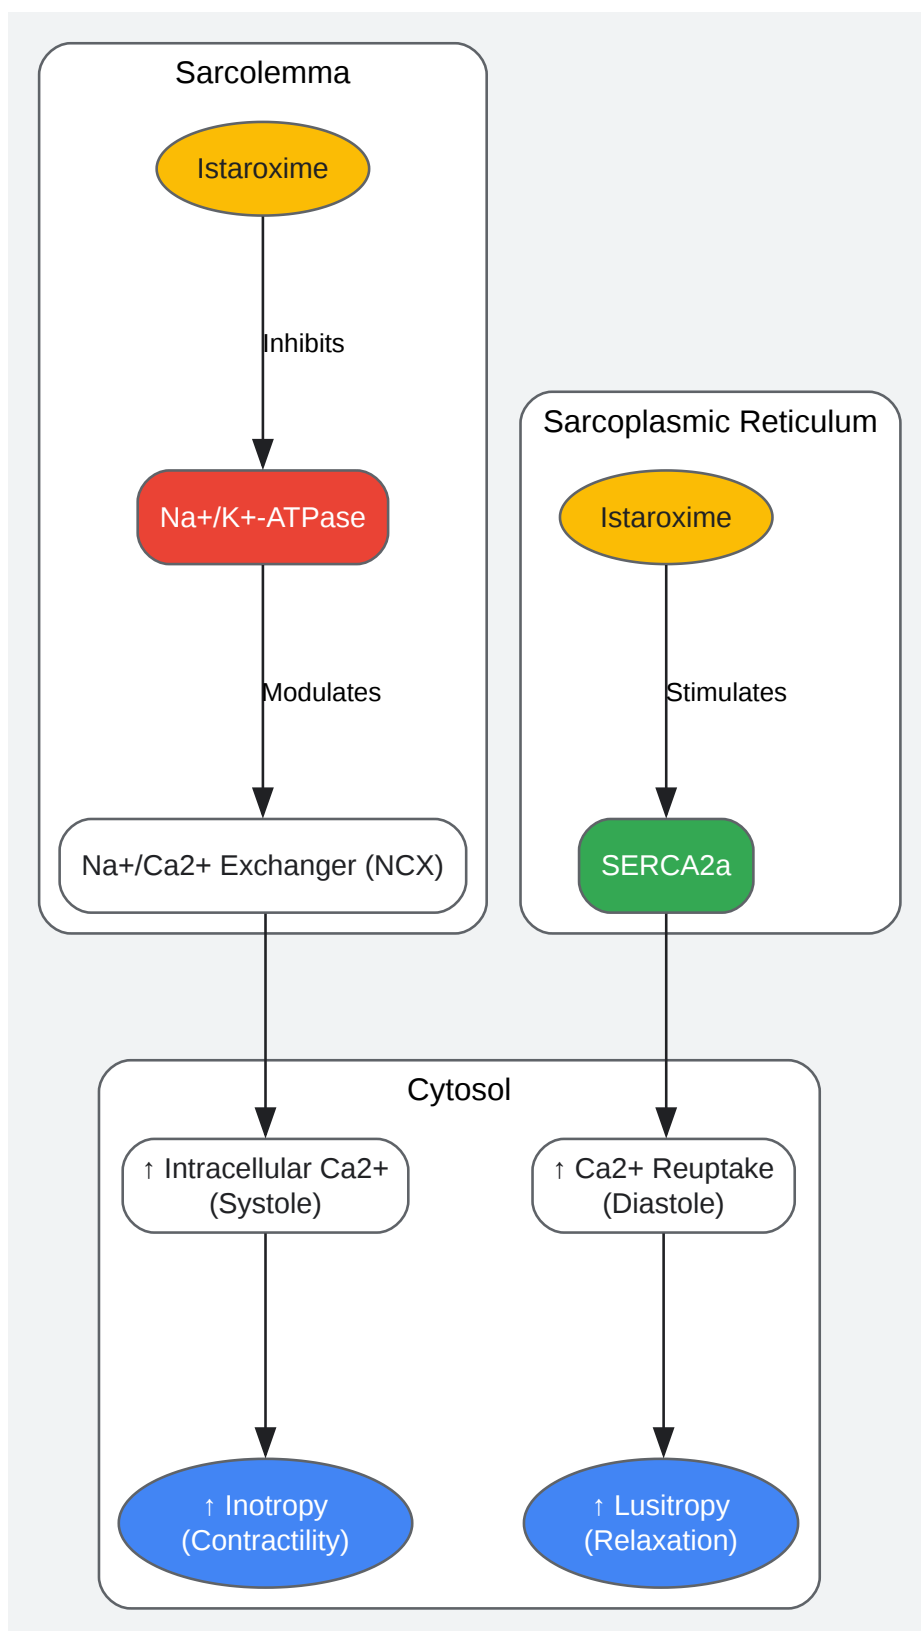 Sarcolemma
Istaroxime
Inhibits
Na+/K+-ATPase
Modulates
Na+/Ca2+ Exchanger (NCX)
Sarcoplasmic Reticulum
Istaroxime
Stimulates
SERCA2a
Cytosol
↑ Intracellular Ca2+
(Systole)
↑ Inotropy
(Contractility)
↑ Ca2+ Reuptake
(Diastole)
↑ Lusitropy
(Relaxation)